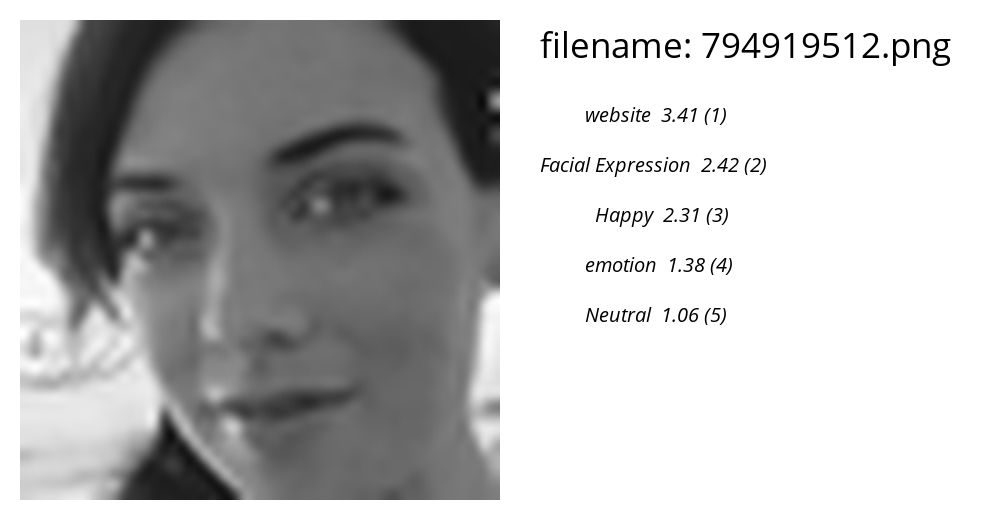 filename: 794919512.png
website 3.41 (1)
Facial Expression 2.42 (2)
Happy 2.31 (3)
emotion 1.38 (4)
Neutral 1.06 (5)